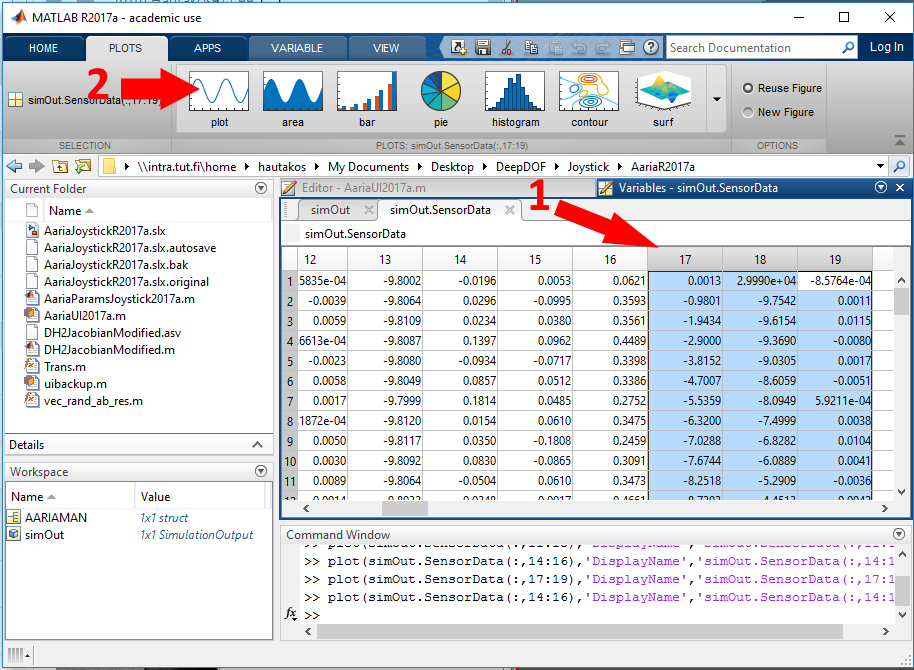 MATLAB R2017a - academic use
HOME PLOTS APPS VARIABLE VIEW Search Documentation Log In
2
simOut.SensorData(:,17:19)
plot area bar pie histogram contour surf
Reuse Figure
New Figure
SELECTION PLOTS: simOut.SensorData(:,17:19) OPTIONS
\\intra.tut.fi\home hautakos My Documents Desktop DeepDOF Joystick AariaR2017a
Current Folder
Name
AariaJoystickR2017a.slx
AariaJoystickR2017a.slx.autosave
AariaJoystickR2017a.slx.bak
AariaJoystickR2017a.slx.original
AariaParamsJoystick2017a.m
AariaUI2017a.m
DH2JacobianModified.asv
DH2JacobianModified.m
Trans.m
uibackup.m
vec_rand_ab_res.m
Details
Workspace
Name Value
AARIAMAN 1x1 struct
simOut 1x1 SimulationOutput
Editor - AariaUI2017a.m Variables - simOut.SensorData
simOut simOut.SensorData
1
simOut.SensorData
12 13 14 15 16 17 18 19
1 .5835e-04 -9.8002 -0.0196 0.0053 0.0621 0.0013 2.9990e+04 -8.5764e-04
2 -0.0039 -9.8064 0.0296 -0.0995 0.3593 -0.9801 -9.7542 0.0011
3 0.0059 -9.8109 0.0234 0.0380 0.3561 -1.9434 -9.6154 0.0115
4 .6613e-04 -9.8087 0.1397 0.0962 0.4489 -2.9000 -9.3690 -0.0080
5 -0.0023 -9.8080 -0.0934 -0.0717 0.3398 -3.8152 -9.0305 0.0017
6 0.0058 -9.8049 0.0857 0.0512 0.3386 -4.7007 -8.6059 -0.0051
7 0.0017 -9.7999 0.1814 0.0485 0.2752 -5.5359 -8.0949 5.9211e-04
8 .1872e-04 -9.8120 0.0154 0.0610 0.3475 -6.3200 -7.4999 0.0038
9 0.0050 -9.8117 0.0350 -0.1808 0.2459 -7.0288 -6.8282 0.0104
10 0.0030 -9.8092 0.0830 -0.0865 0.3091 -7.6744 -6.0889 0.0041
11 0.0089 -9.8064 -0.0504 0.0610 0.3473 -8.2518 -5.2909 -0.0036
Command Window
>> plot(simOut.SensorData(:,14:16),'DisplayName','simOut.SensorData(:,14:1
>> plot(simOut.SensorData(:,17:19),'DisplayName','simOut.SensorData(:,17:1
>> plot(simOut.SensorData(:,14:16),'DisplayName','simOut.SensorData(:,14:1
fx >>